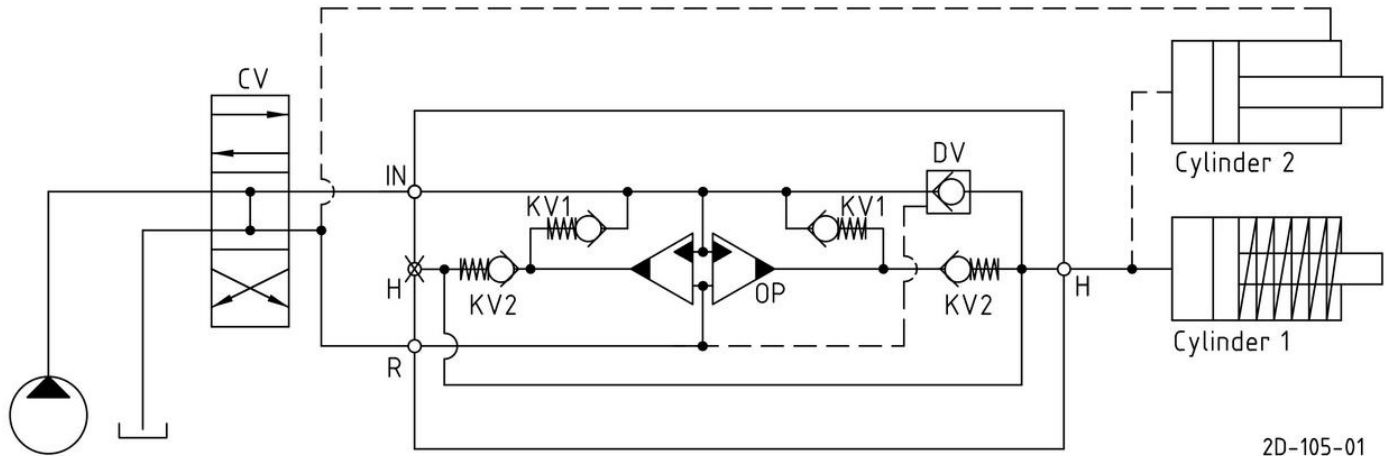 CV
Cylinder 2
IN
DV
KV1
KV1
H
KV2
OP
KV2
H
Cylinder 1
R
2D-105-01